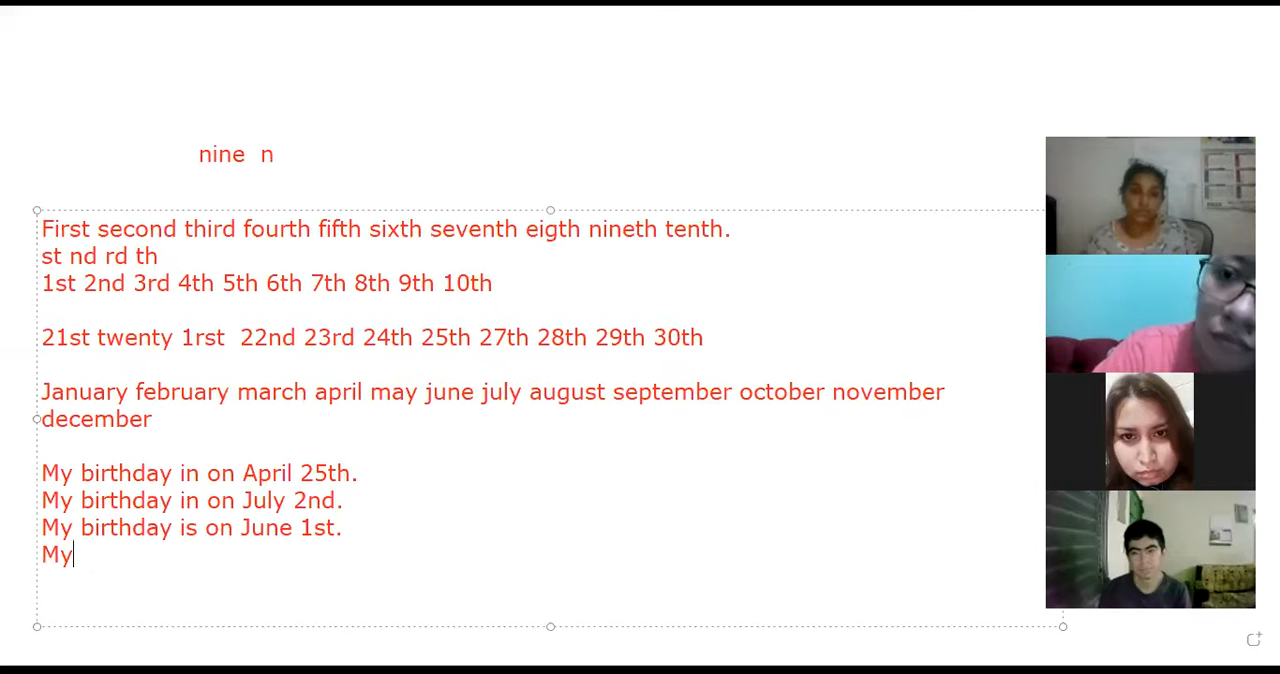 nine n
First second third fourth fifth sixth seventh eigth nineth tenth.
st nd rd th
1st 2nd 3rd 4th 5th 6th 7th 8th 9th 10th
21st twenty 1rst 22nd 23rd 24th 25th 27th 28th 29th 30th
January february march april may june july august september october november
december
My birthday in on April 25th.
My birthday in on July 2nd.
My birthday is on June 1st.
My